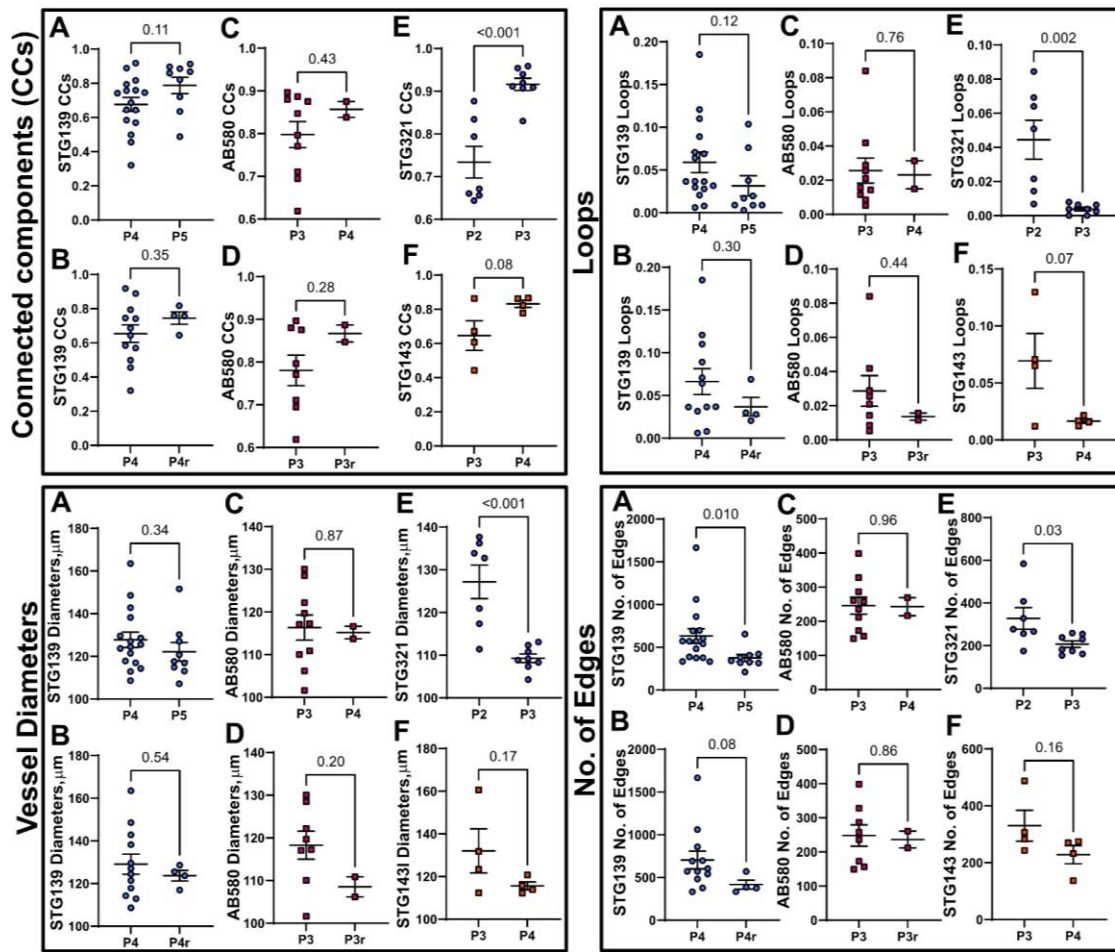 Connected components (CCs)
A
0.11
STG139 CCs
1.0
0.8
0.6
0.4
0.2
0.0
P4 P5
C
0.43
AB580 CCs
1.0
0.9
0.8
0.7
0.6
P3 P4
E
<0.001
STG321 CCs
1.0
0.9
0.8
0.7
0.6
P2 P3
B
0.35
STG139 CCs
1.0
0.8
0.6
0.4
0.2
0.0
P4 P4r
D
0.28
AB580 CCs
1.0
0.9
0.8
0.7
0.6
P3 P3r
F
0.08
STG143 CCs
1.0
0.8
0.6
0.4
0.2
0.0
P3 P4
Loops
A
0.12
STG139 Loops
0.20
0.15
0.10
0.05
0.00
P4 P5
C
0.76
AB580 Loops
0.10
0.08
0.06
0.04
0.02
0.00
P3 P4
E
0.002
STG321 Loops
0.10
0.08
0.06
0.04
0.02
0.00
P2 P3
B
0.30
STG139 Loops
0.20
0.15
0.10
0.05
0.00
P4 P4r
D
0.44
AB580 Loops
0.10
0.08
0.06
0.04
0.02
0.00
P3 P3r
F
0.07
STG143 Loops
0.15
0.10
0.05
0.00
P3 P4
Vessel Diameters
A
0.34
STG139 Diameters,μm
180
160
140
120
100
P4 P5
C
0.87
AB580 Diameters,μm
140
130
120
110
100
P3 P4
E
<0.001
STG321 Diameters,μm
140
130
120
110
100
P2 P3
B
0.54
STG139 Diameters,μm
180
160
140
120
100
P4 P4r
D
0.20
AB580 Diameters,μm
140
130
120
110
100
P3 P3r
F
0.17
STG143I Diameters,μm
180
160
140
120
100
P3 P4
No. of Edges
A
0.010
STG139 No. of Edges
2000
1500
1000
500
0
P4 P5
C
0.96
AB580 No. of Edges
500
400
300
200
100
0
P3 P4
E
0.03
STG321 No. of Edges
800
600
400
200
0
P2 P3
B
0.08
STG139 No. of Edges
2000
1500
1000
500
0
P4 P4r
D
0.86
AB580 No. of Edges
500
400
300
200
100
0
P3 P3r
F
0.16
STG143 No. of Edges
600
400
200
0
P3 P4